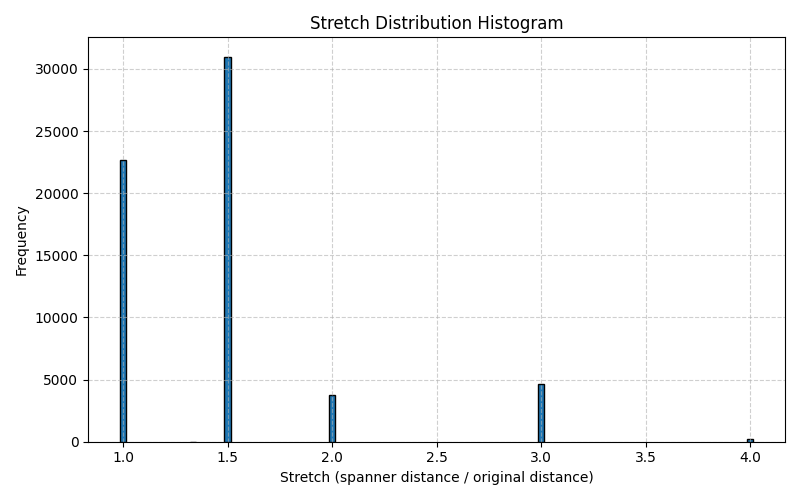 Stretch Distribution Histogram
Frequency
30000
25000
20000
15000
10000
5000
0
1.0 1.5 2.0 2.5 3.0 3.5 4.0
Stretch (spanner distance / original distance)